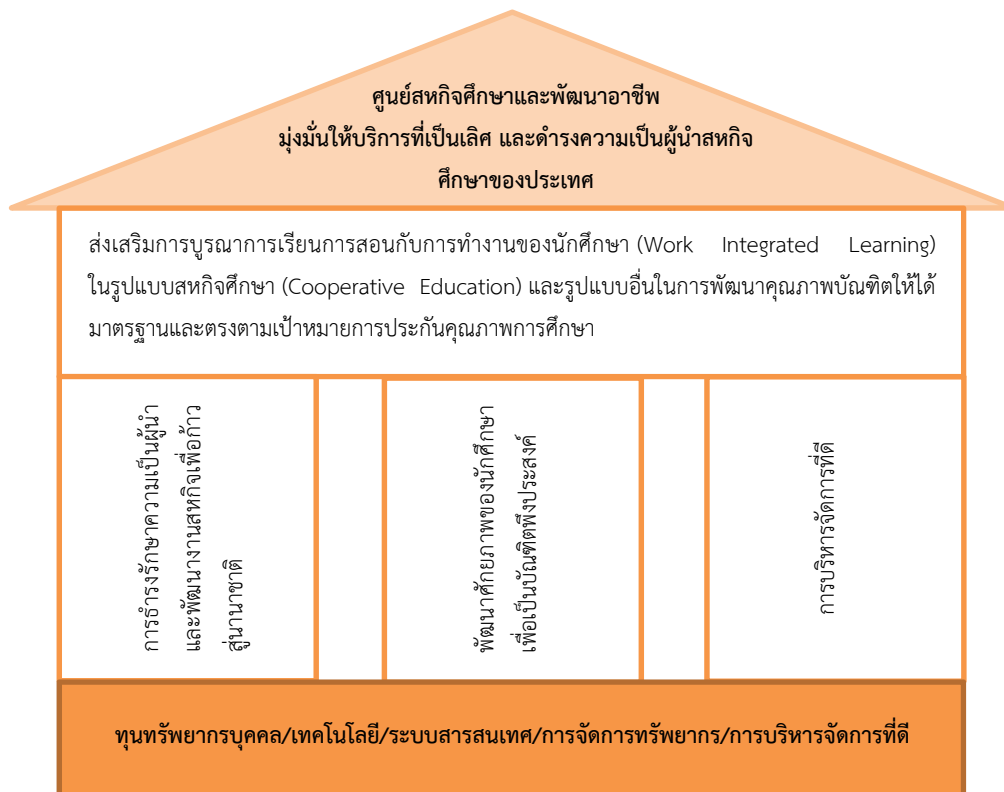 ศูนย์สหกิจศึกษาและพัฒนาอาชีพ
มุ่งมั่นให้บริการที่เป็นเลิศ และดำรงความเป็นผู้นำสหกิจ
ศึกษาของประเทศ
ส่งเสริมการบูรณาการเรียนการสอนกับการทำงานของนักศึกษา (Work Integrated Learning)
ในรูปแบบสหกิจศึกษา (Cooperative Education) และรูปแบบอื่นในการพัฒนาคุณภาพบัณฑิตให้ได้
มาตรฐานและตรงตามเป้าหมายการประกันคุณภาพการศึกษา
การธำรงรักษาความเป็นผู้นำ
และพัฒนางานสหกิจเพื่อก้าว
สู่นานาชาติ
พัฒนาศักยภาพของนักศึกษา
เพื่อเป็นบัณฑิตพึงประสงค์
การบริหารจัดการที่ดี
ทุนทรัพยากรบุคคล/เทคโนโลยี/ระบบสารสนเทศ/การจัดการทรัพยากร/การบริหารจัดการที่ดี